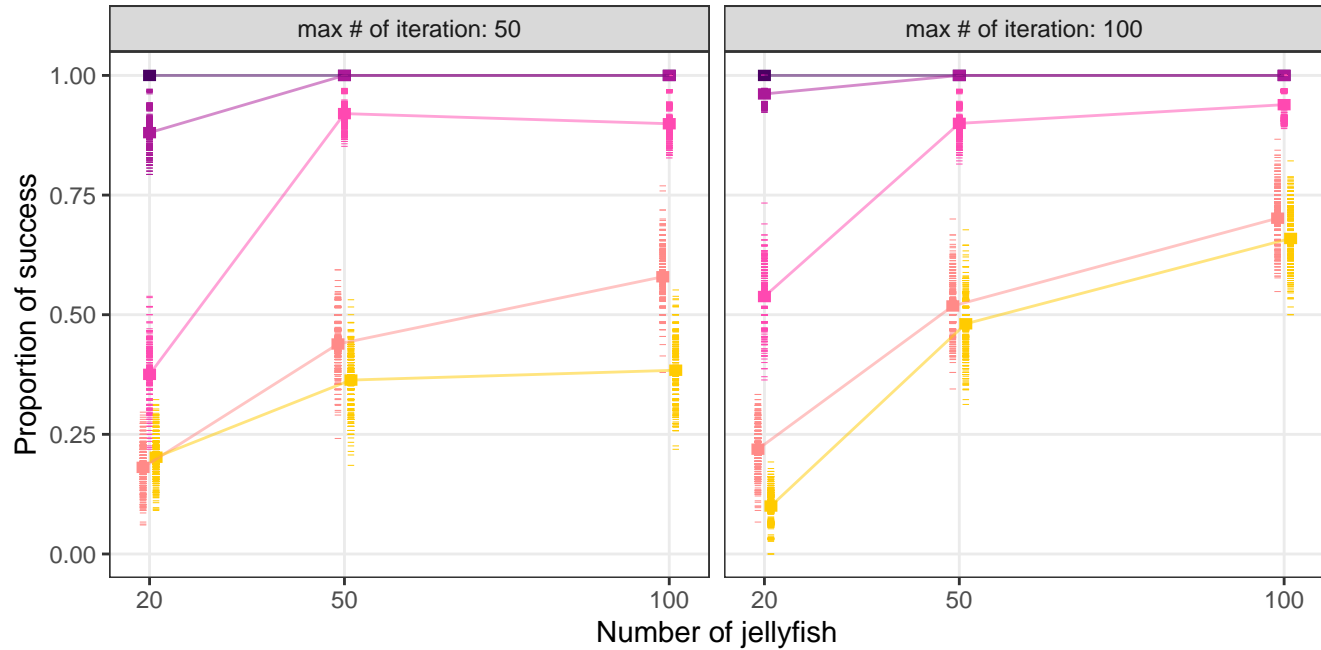 max # of iteration: 50
max # of iteration: 100
Proportion of success
1.00
0.75
0.50
0.25
0.00
20 50 100
20 50 100
Number of jellyfish